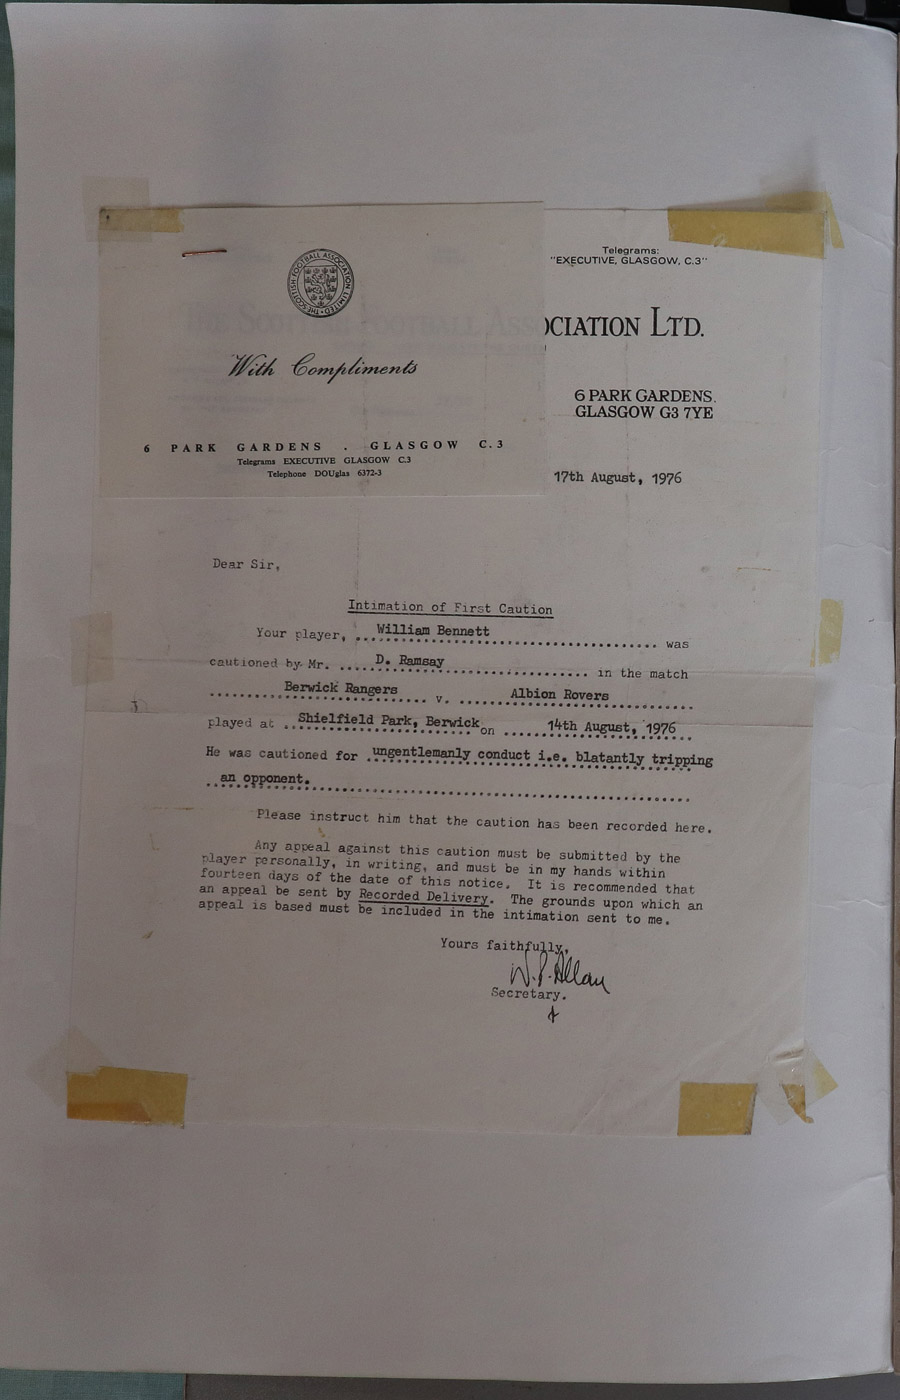 THE SCOTTISH FOOTBALL ASSOCIATION LIMITED
With Compliments
6 PARK GARDENS . GLASGOW C.3
Telegrams EXECUTIVE GLASGOW C.3
Telephone DOUglas 6372-3
Telegrams:
"EXECUTIVE, GLASGOW, C.3"
OCIATION LTD.
6 PARK GARDENS.
GLASGOW G3 7YE
17th August, 1976
Dear Sir,
Intimation of First Caution
Your player, William Bennett was
cautioned by Mr. D. Ramsay in the match
Berwick Rangers v. Albion Rovers
played at Shielfield Park, Berwick on 14th August, 1976
He was cautioned for ungentlemanly conduct i.e. blatantly tripping
an opponent.
Please instruct him that the caution has been recorded here.
Any appeal against this caution must be submitted by the
player personally, in writing, and must be in my hands within
fourteen days of the date of this notice. It is recommended that
an appeal be sent by Recorded Delivery. The grounds upon which an
appeal is based must be included in the intimation sent to me.
Yours faithfully,
W.P. Allan
Secretary.